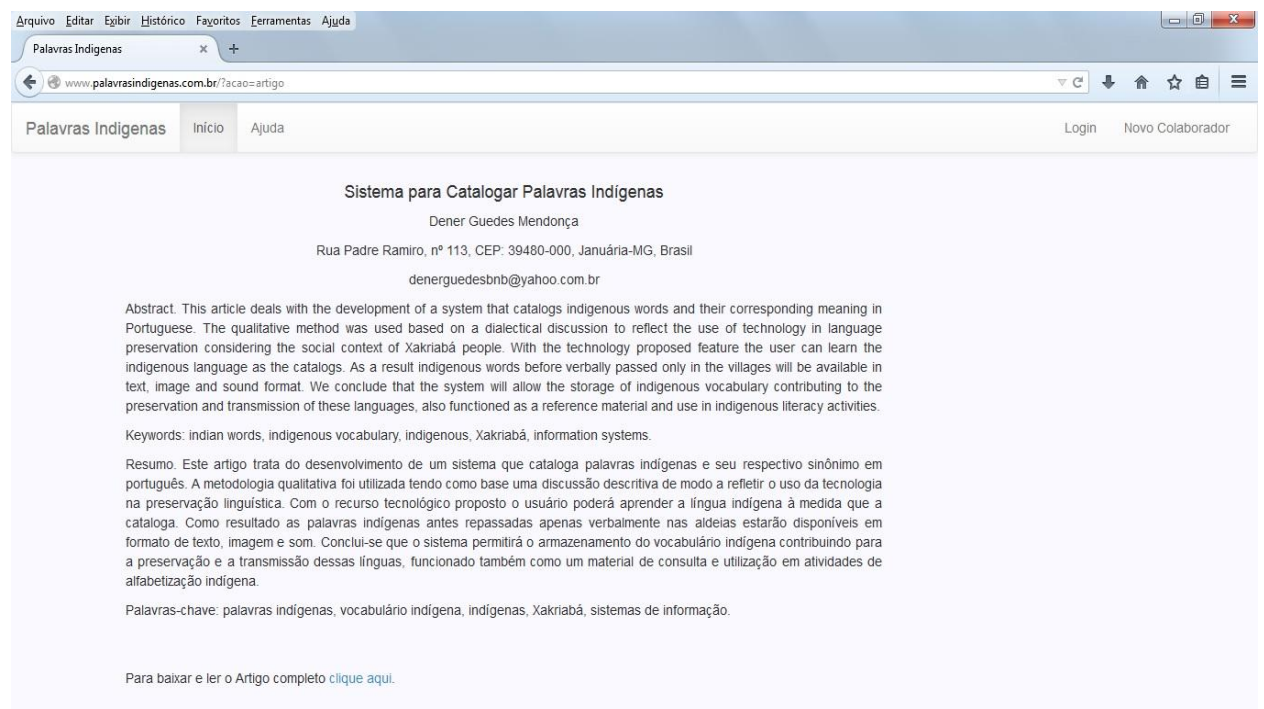 Arquivo Editar Exibir Histórico Favoritos Ferramentas Ajuda
Palavras Indigenas
www.palavrasindigenas.com.br/?acao=artigo
Palavras Indigenas Início Ajuda Login Novo Colaborador
Sistema para Catalogar Palavras Indígenas
Dener Guedes Mendonça
Rua Padre Ramiro, nº 113, CEP: 39480-000, Januária-MG, Brasil
denerguedesbnb@yahoo.com.br
Abstract. This article deals with the development of a system that catalogs indigenous words and their corresponding meaning in
Portuguese. The qualitative method was used based on a dialectical discussion to reflect the use of technology in language
preservation considering the social context of Xakriabá people. With the technology proposed feature the user can learn the
indigenous language as the catalogs. As a result indigenous words before verbally passed only in the villages will be available in
text, image and sound format. We conclude that the system will allow the storage of indigenous vocabulary contributing to the
preservation and transmission of these languages, also functioned as a reference material and use in indigenous literacy activities.
Keywords: indian words, indigenous vocabulary, indigenous, Xakriabá, information systems.
Resumo. Este artigo trata do desenvolvimento de um sistema que cataloga palavras indígenas e seu respectivo sinônimo em
português. A metodologia qualitativa foi utilizada tendo como base uma discussão descritiva de modo a refletir o uso da tecnologia
na preservação linguística. Com o recurso tecnológico proposto o usuário poderá aprender a língua indígena à medida que a
cataloga. Como resultado as palavras indígenas antes repassadas apenas verbalmente nas aldeias estarão disponíveis em
formato de texto, imagem e som. Conclui-se que o sistema permitirá o armazenamento do vocabulário indígena contribuindo para
a preservação e a transmissão dessas línguas, funcionado também como um material de consulta e utilização em atividades de
alfabetização indígena.
Palavras-chave: palavras indígenas, vocabulário indígena, indígenas, Xakriabá, sistemas de informação.
Para baixar e ler o Artigo completo clique aqui.